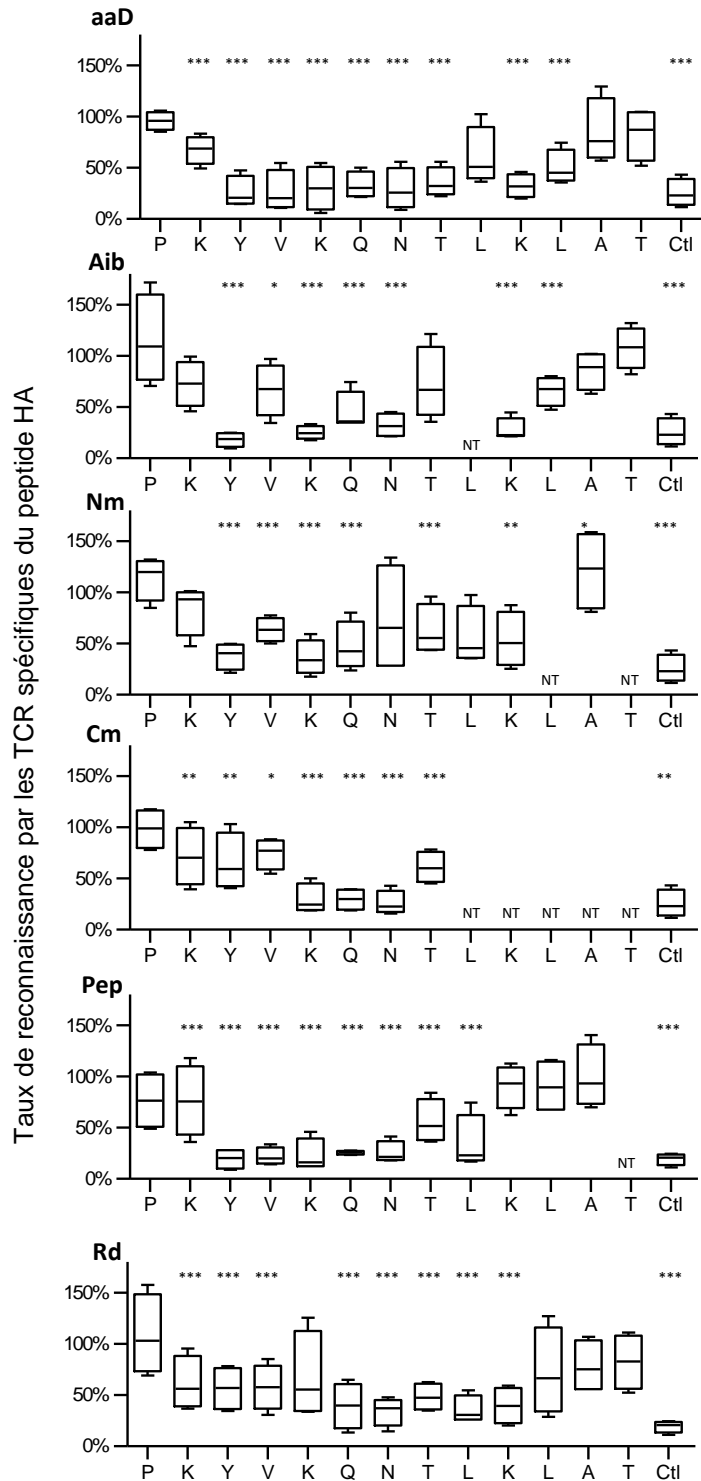 Taux de reconnaissance par les TCR spécifiques du peptide HA
aaD
*** *** *** *** *** *** *** *** *** ***
150%
100%
50%
0%
P K Y V K Q N T L K L A T Ctl
Aib
*** * *** *** *** *** *** ***
150%
100%
50%
NT
0%
P K Y V K Q N T L K L A T Ctl
Nm
*** *** *** *** *** ** * ***
150%
100%
50%
NT NT
0%
P K Y V K Q N T L K L A T Ctl
Cm
** ** * *** *** *** *** **
150%
100%
50%
NT NT NT NT NT
0%
P K Y V K Q N T L K L A T Ctl
Pep
*** *** *** *** *** *** *** *** ***
150%
100%
50%
NT
0%
P K Y V K Q N T L K L A T Ctl
Rd
*** *** *** *** *** *** *** *** ***
150%
100%
50%
0%
P K Y V K Q N T L K L A T Ctl